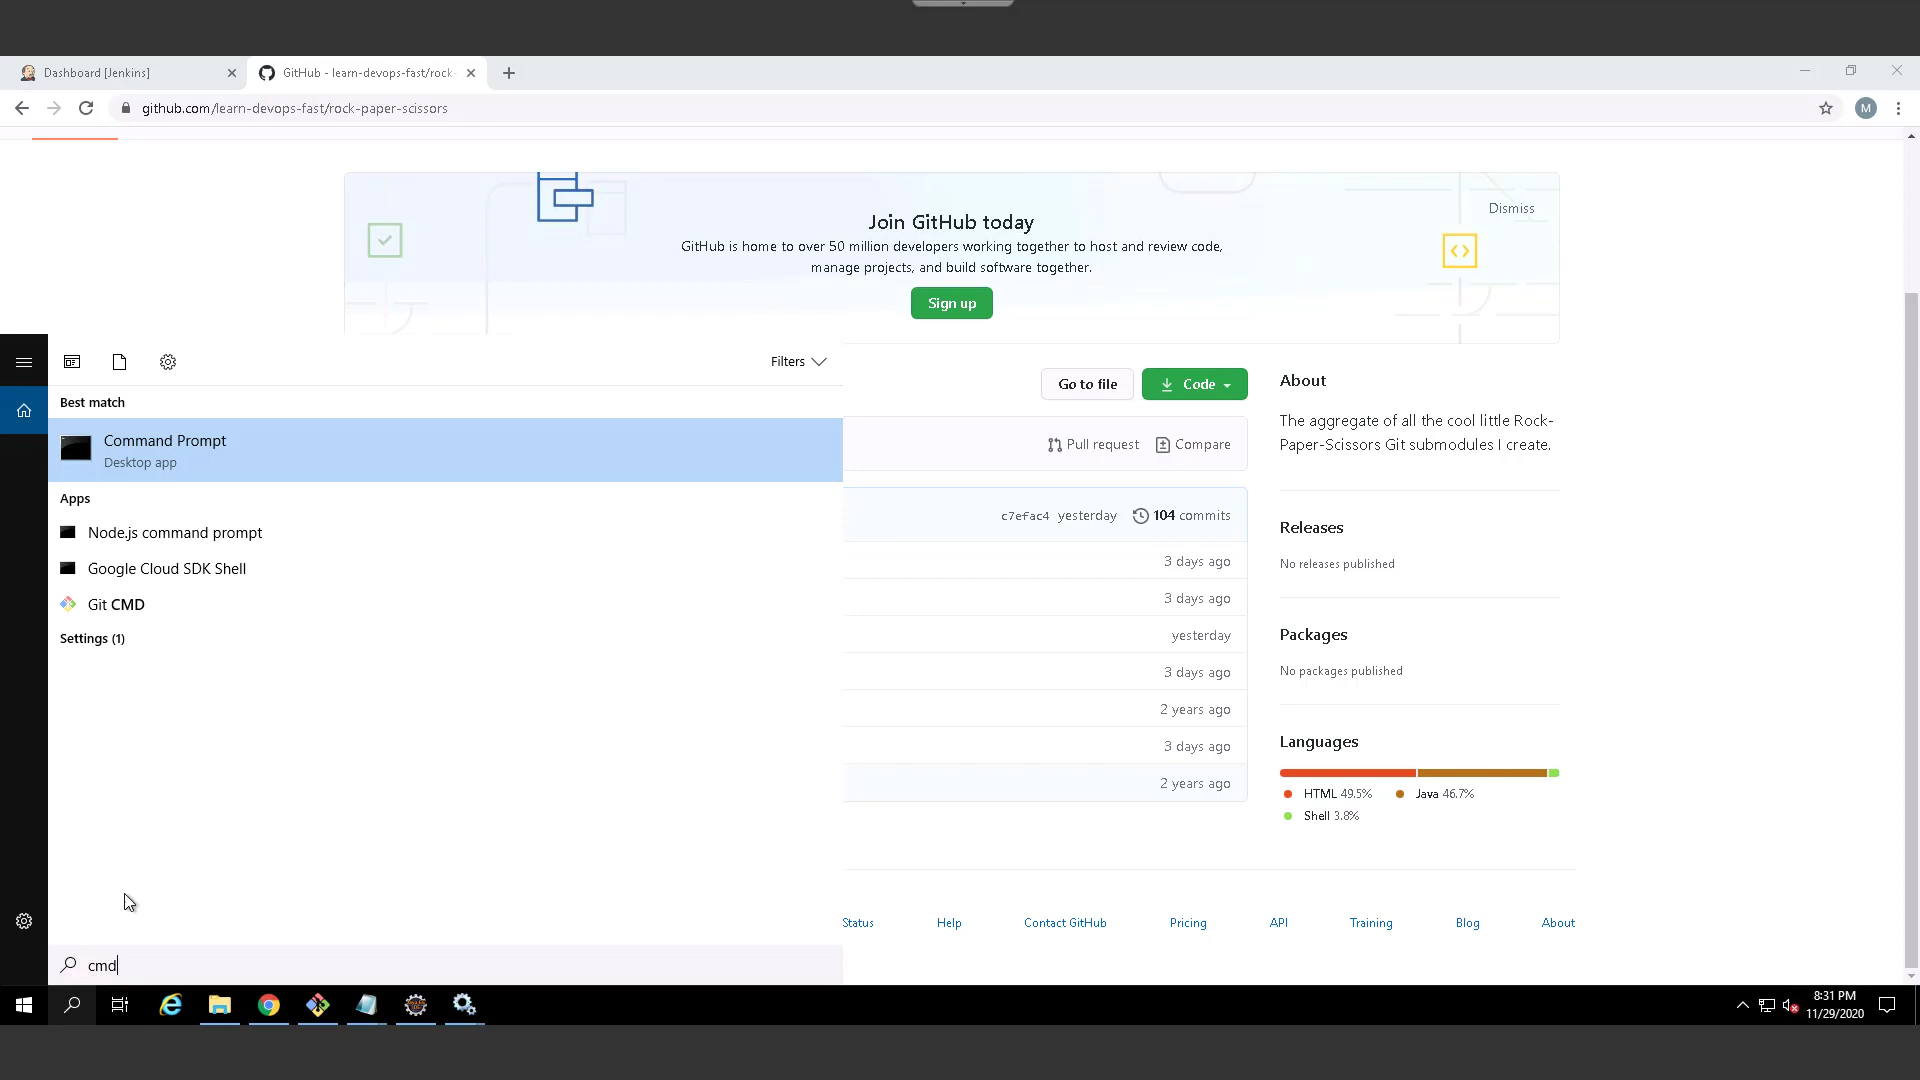 Dashboard [Jenkins]
GitHub - learn-devops-fast/rock-
github.com/learn-devops-fast/rock-paper-scissors
M
Dismiss
Join GitHub today
GitHub is home to over 50 million developers working together to host and review code,
manage projects, and build software together.
Sign up
Filters
Best match
Command Prompt
Desktop app
Apps
Node.js command prompt
Google Cloud SDK Shell
Git CMD
Settings (1)
cmd
Go to file
Code
Pull request
Compare
c7efac4 yesterday 104 commits
3 days ago
3 days ago
yesterday
3 days ago
2 years ago
3 days ago
2 years ago
About
The aggregate of all the cool little Rock-
Paper-Scissors Git submodules I create.
Releases
No releases published
Packages
No packages published
Languages
HTML 49.5% Java 46.7%
Shell 3.8%
Status Help Contact GitHub Pricing API Training Blog About
8:31 PM
11/29/2020